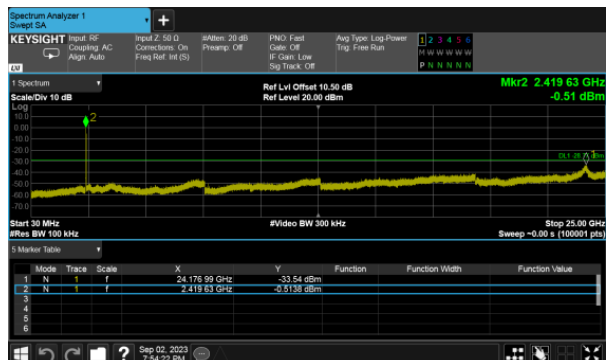 Spectrum Analyzer 1
Swept SA
+
KEYSIGHT Input: RF Input Z: 50 Ω #Atten: 20 dB PNO: Fast Avg Type: Log-Power 1 2 3 4 5 6
Coupling: AC Corrections: On Preamp: Off Gate: Off Trig: Free Run M W W W W W
Align: Auto Freq Ref: Int (S) IF Gain: Low P N N N N N
Sig Track: Off
LXI
1 Spectrum
Ref Lvl Offset 10.50 dB Mkr2 2.419 63 GHz
Scale/Div 10 dB Ref Level 20.00 dBm -0.51 dBm
Log
10.0
0.00
-10.0
-20.0
-30.0
-40.0
-50.0
-60.0
-70.0
2
1
Start 30 MHz #Video BW 300 kHz Stop 25.00 GHz
#Res BW 100 kHz Sweep ~0.00 s (100001 pts)
5 Marker Table
Mode Trace Scale X Y Function Function Width Function Value
1 N 1 f 24.176 99 GHz -33.54 dBm
2 N 1 f 2.419 63 GHz -0.5138 dBm
3
4
5
6
? Sep 02, 2023
7:54:22 PM